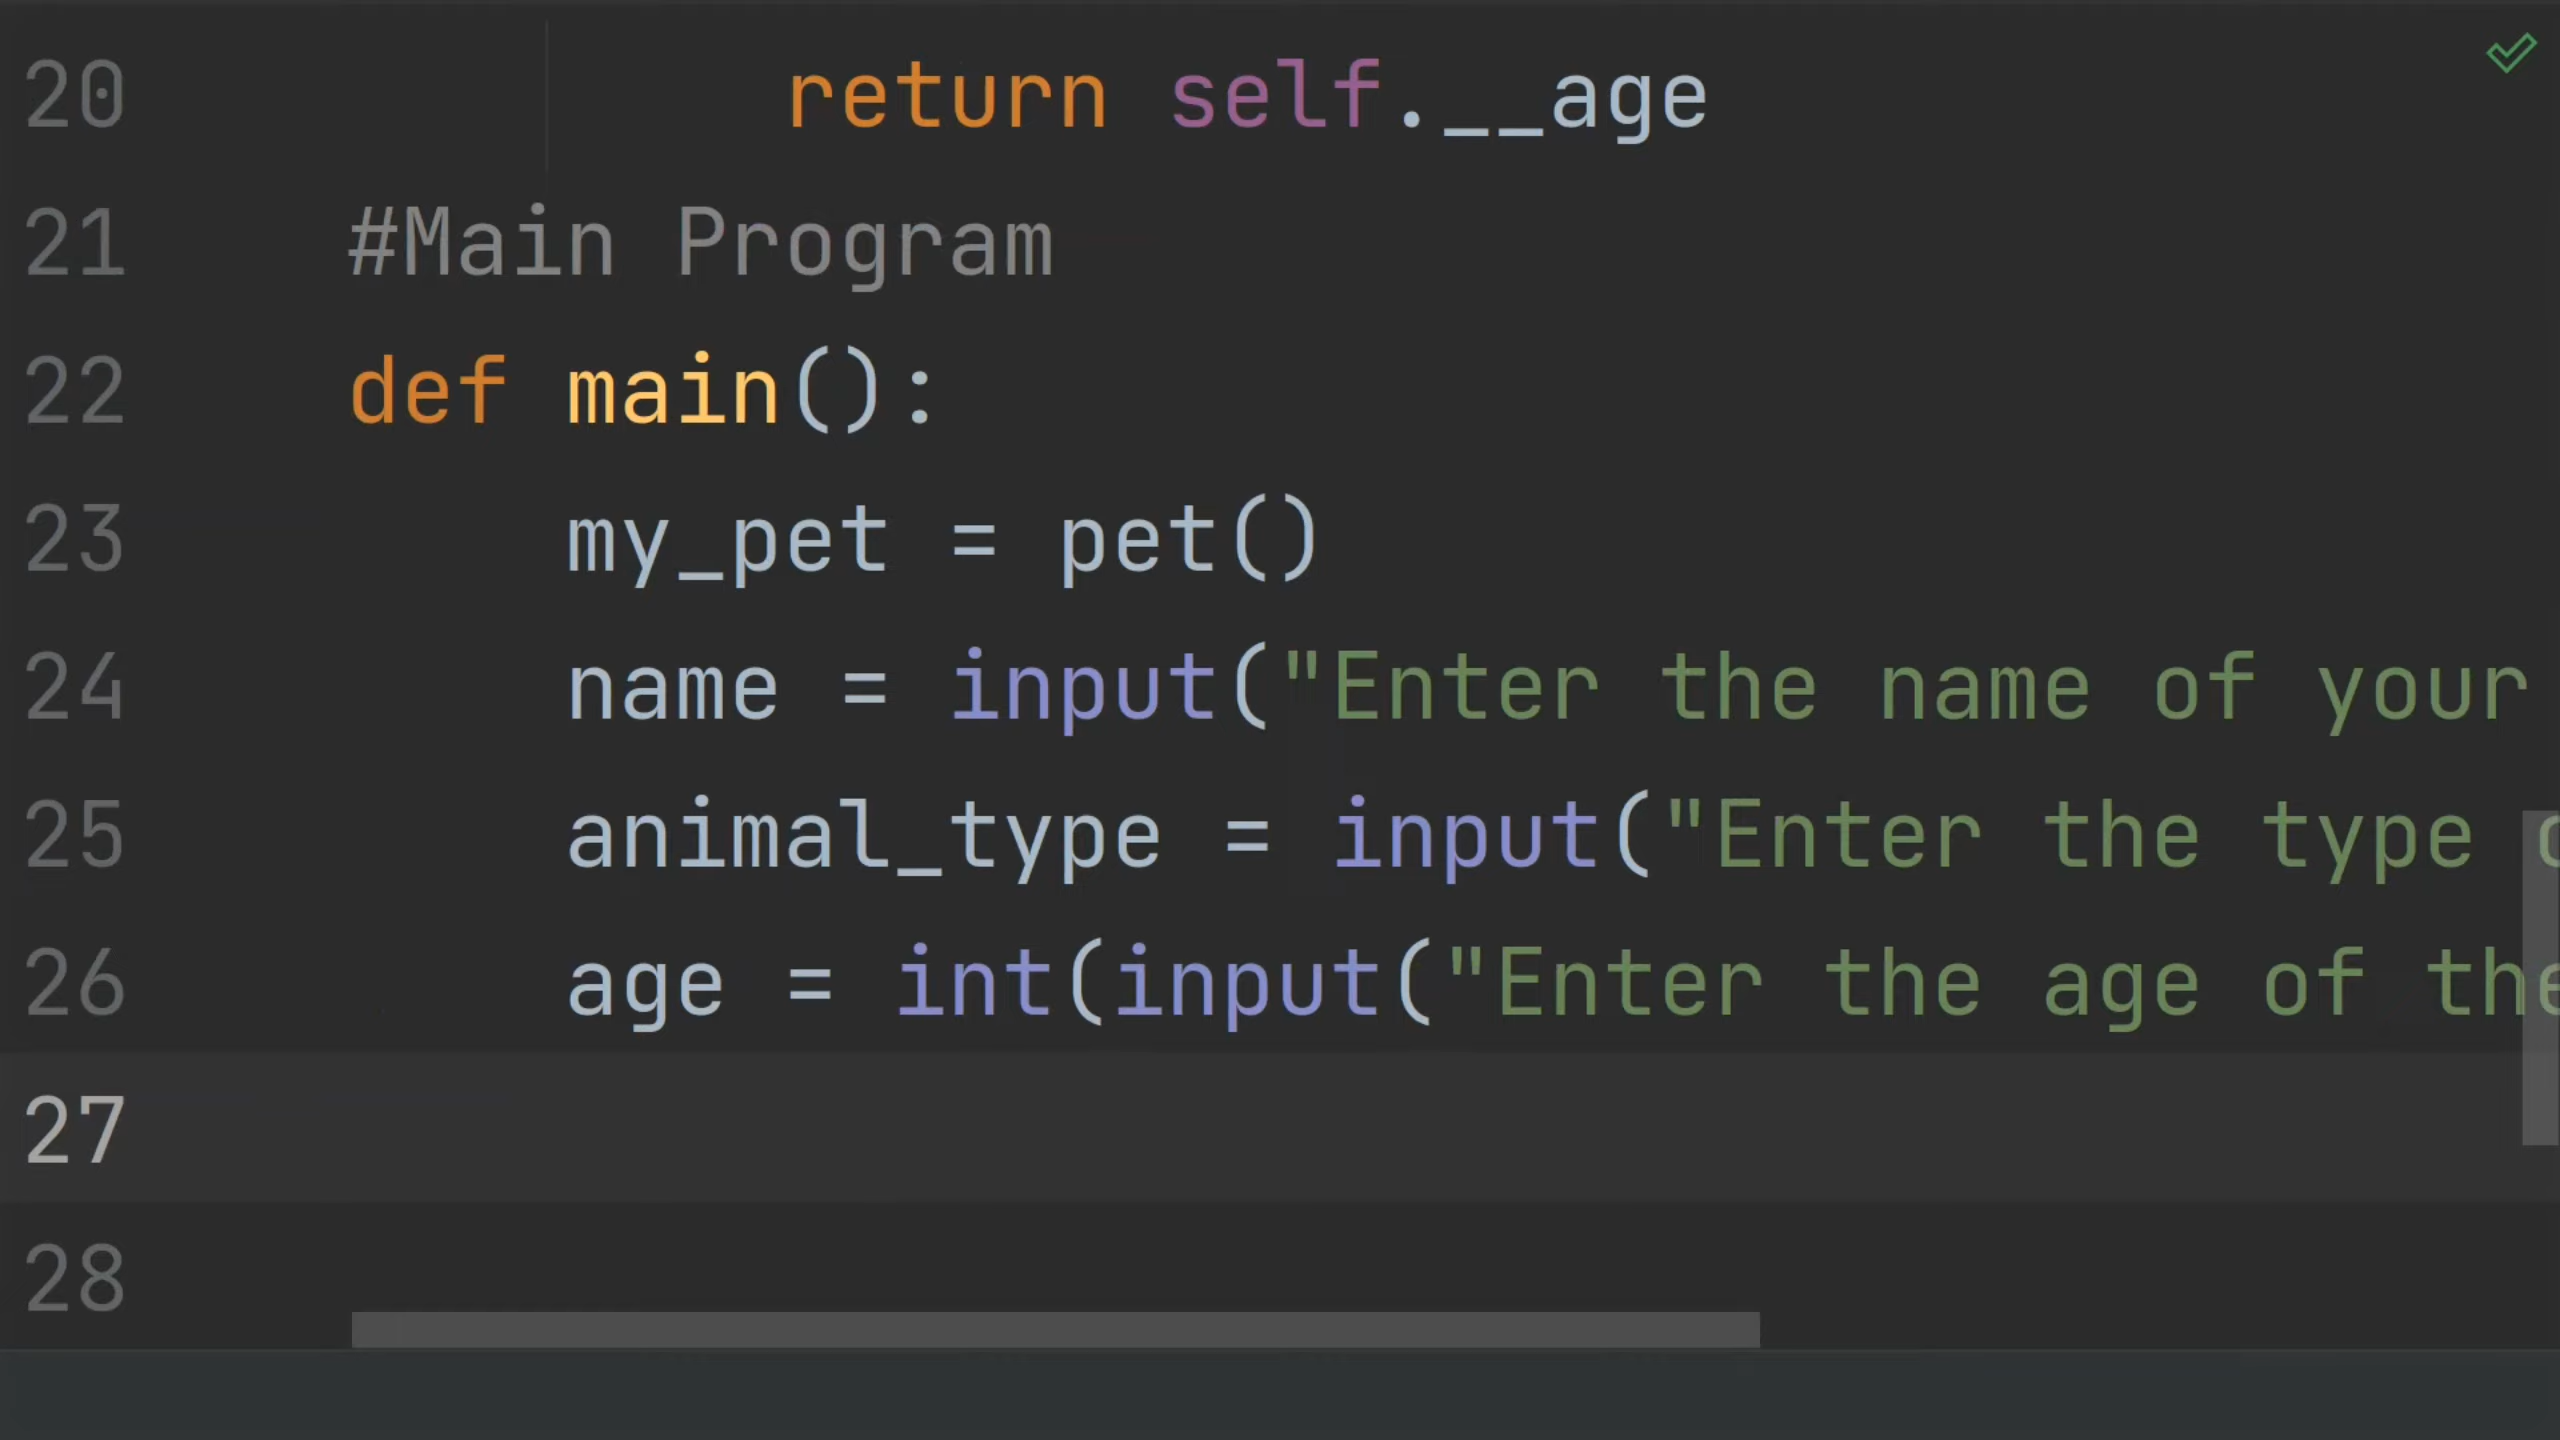 20 return self.__age
21 #Main Program
22 def main():
23 my_pet = pet()
24 name = input("Enter the name of your
25 animal_type = input("Enter the type
26 age = int(input("Enter the age of the
27
28